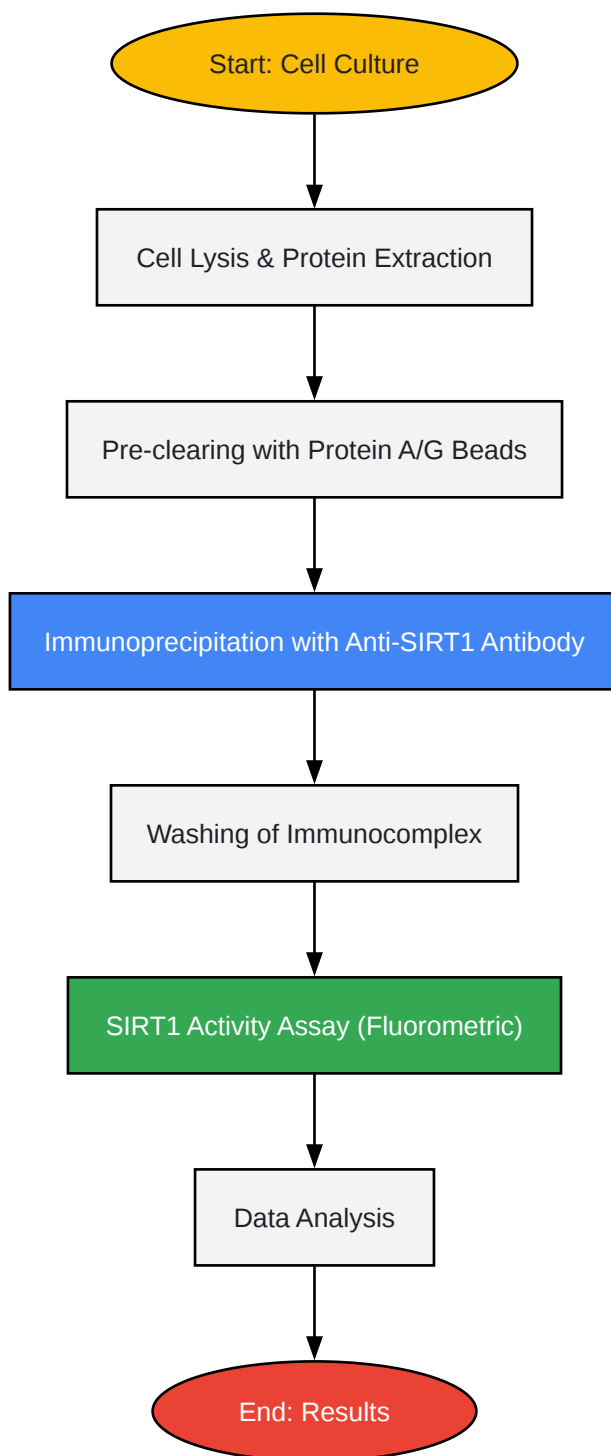 Start: Cell Culture
Cell Lysis & Protein Extraction
Pre-clearing with Protein A/G Beads
Immunoprecipitation with Anti-SIRT1 Antibody
Washing of Immunocomplex
SIRT1 Activity Assay (Fluorometric)
Data Analysis
End: Results